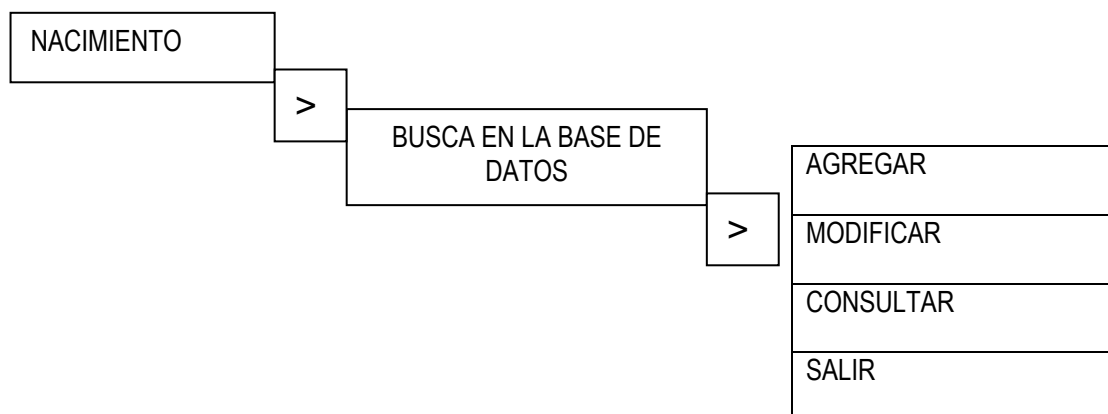 NACIMIENTO
>
BUSCA EN LA BASE DE
DATOS
>
AGREGAR
MODIFICAR
CONSULTAR
SALIR